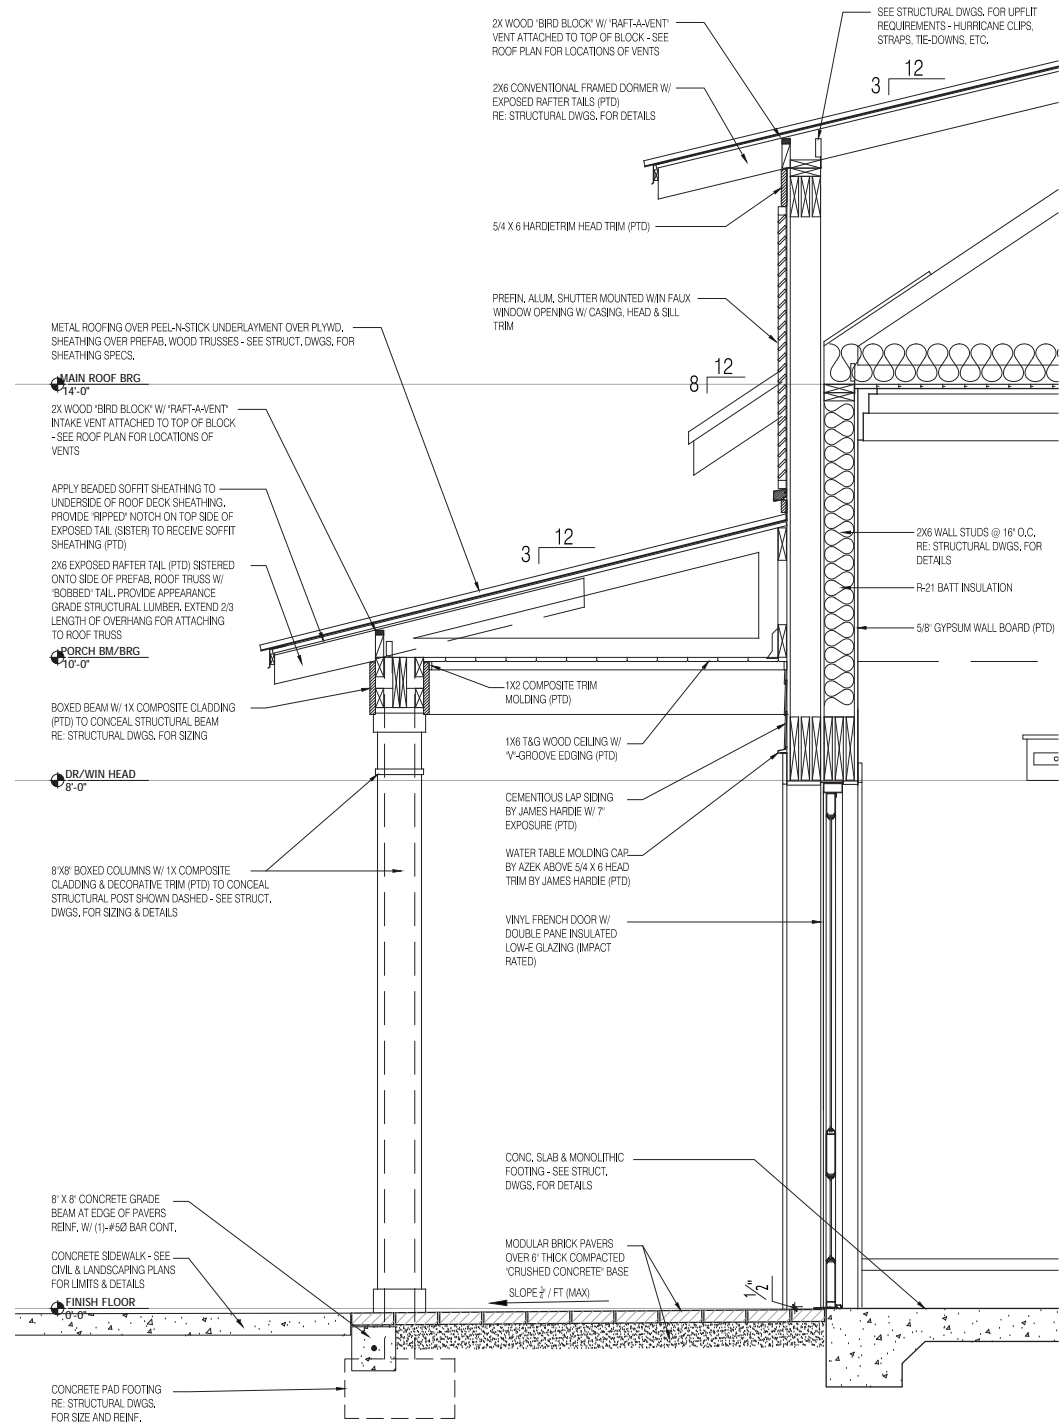 2X WOOD "BIRD BLOCK" W/ "RAFT-A-VENT"
VENT ATTACHED TO TOP OF BLOCK - SEE
ROOF PLAN FOR LOCATIONS OF VENTS
SEE STRUCTURAL DWGS. FOR UPFLIT
REQUIREMENTS - HURRICANE CLIPS,
STRAPS, TIE-DOWNS, ETC.
12
3
2X6 CONVENTIONAL FRAMED DORMER W/
EXPOSED RAFTER TAILS (PTD)
RE: STRUCTURAL DWGS. FOR DETAILS
5/4 X 6 HARDIETRIM HEAD TRIM (PTD)
PREFIN. ALUM. SHUTTER MOUNTED W/IN FAUX
WINDOW OPENING W/ CASING, HEAD & SILL
TRIM
METAL ROOFING OVER PEEL-N-STICK UNDERLAYMENT OVER PLYWD.
SHEATHING OVER PREFAB. WOOD TRUSSES - SEE STRUCT. DWGS. FOR
SHEATHING SPECS.
MAIN ROOF BRG
14'-0"
12
8
2X WOOD "BIRD BLOCK" W/ "RAFT-A-VENT"
INTAKE VENT ATTACHED TO TOP OF BLOCK
- SEE ROOF PLAN FOR LOCATIONS OF
VENTS
APPLY BEADED SOFFIT SHEATHING TO
UNDERSIDE OF ROOF DECK SHEATHING.
PROVIDE "RIPPED" NOTCH ON TOP SIDE OF
EXPOSED TAIL (SISTER) TO RECEIVE SOFFIT
SHEATHING (PTD)
12
3
2X6 WALL STUDS @ 16" O.C.
RE: STRUCTURAL DWGS. FOR
DETAILS
2X6 EXPOSED RAFTER TAIL (PTD) SISTERED
ONTO SIDE OF PREFAB. ROOF TRUSS W/
"BOBBED" TAIL. PROVIDE APPEARANCE
GRADE STRUCTURAL LUMBER. EXTEND 2/3
LENGTH OF OVERHANG FOR ATTACHING
TO ROOF TRUSS
R-21 BATT INSULATION
5/8" GYPSUM WALL BOARD (PTD)
PORCH BM/BRG
10'-0"
1X2 COMPOSITE TRIM
MOLDING (PTD)
BOXED BEAM W/ 1X COMPOSITE CLADDING
(PTD) TO CONCEAL STRUCTURAL BEAM
RE: STRUCTURAL DWGS. FOR SIZING
1X6 T&G WOOD CEILING W/
"V"-GROOVE EDGING (PTD)
DR/WIN HEAD
8'-0"
CEMENTIOUS LAP SIDING
BY JAMES HARDIE W/ 7"
EXPOSURE (PTD)
WATER TABLE MOLDING CAP
BY AZEK ABOVE 5/4 X 6 HEAD
TRIM BY JAMES HARDIE (PTD)
8"X8" BOXED COLUMNS W/ 1X COMPOSITE
CLADDING & DECORATIVE TRIM (PTD) TO CONCEAL
STRUCTURAL POST SHOWN DASHED - SEE STRUCT.
DWGS. FOR SIZING & DETAILS
VINYL FRENCH DOOR W/
DOUBLE PANE INSULATED
LOW-E GLAZING (IMPACT
RATED)
CONC. SLAB & MONOLITHIC
FOOTING - SEE STRUCT.
DWGS. FOR DETAILS
8" X 8" CONCRETE GRADE
BEAM AT EDGE OF PAVERS
REINF. W/ (1)-#5Ø BAR CONT.
MODULAR BRICK PAVERS
OVER 6" THICK COMPACTED
"CRUSHED CONCRETE" BASE
CONCRETE SIDEWALK - SEE
CIVIL & LANDSCAPING PLANS
FOR LIMITS & DETAILS
SLOPE ½" / FT (MAX)
1/2"
FINISH FLOOR
0'-0"
CONCRETE PAD FOOTING
RE: STRUCTURAL DWGS.
FOR SIZE AND REINF.